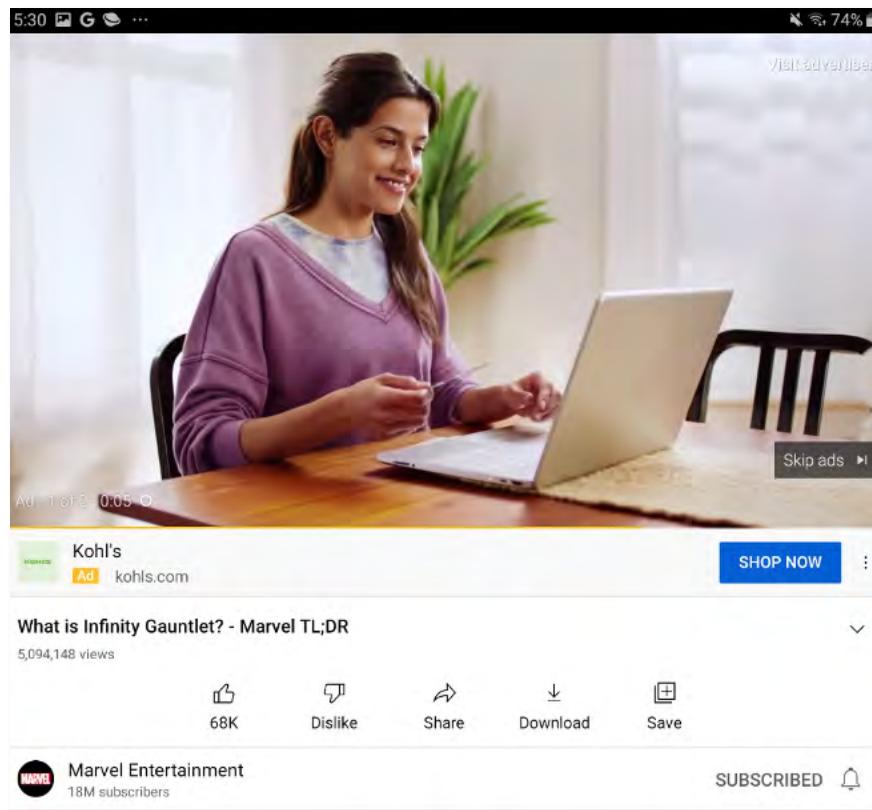 5:30 G ...
74%
Visit advertiser
Skip ads
Ad · 1 of 2 · 0:05
Kohl's
Ad kohls.com
SHOP NOW
What is Infinity Gauntlet? - Marvel TL;DR
5,094,148 views
68K
Dislike
Share
Download
Save
MARVEL
Marvel Entertainment
18M subscribers
SUBSCRIBED